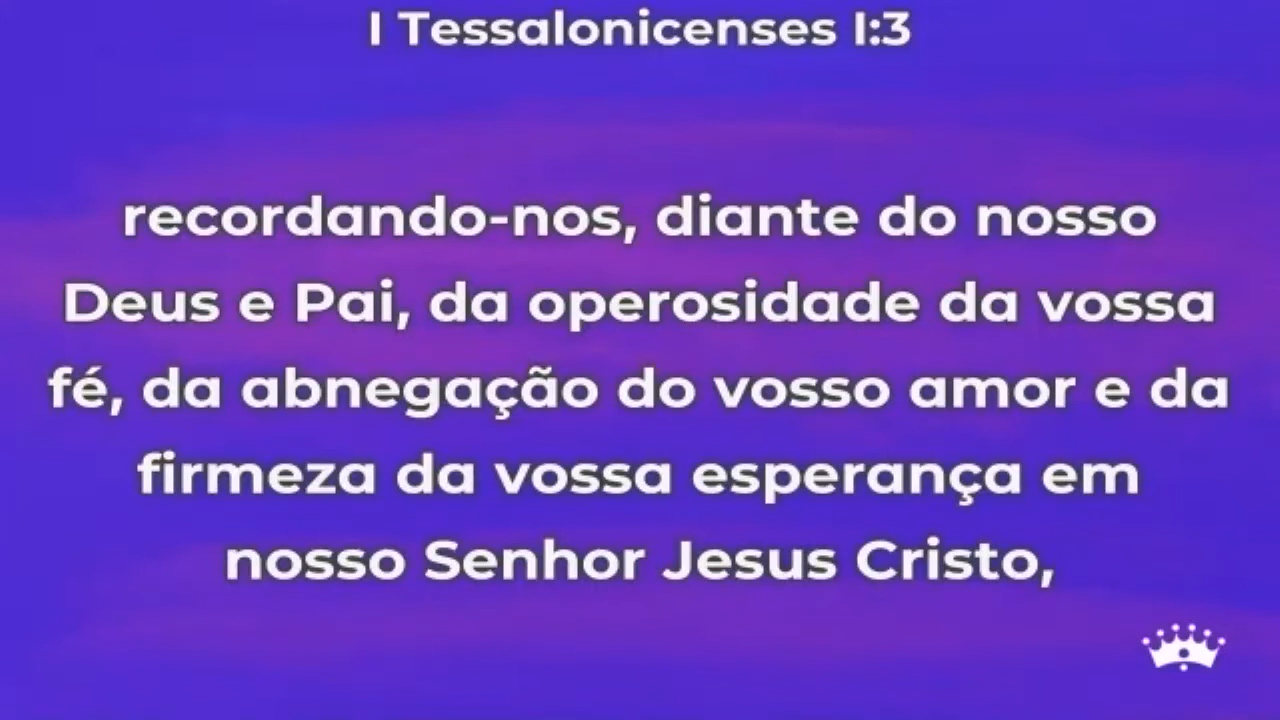 I Tessalonicenses I:3
recordando-nos, diante do nosso
Deus e Pai, da operosidade da vossa
fé, da abnegação do vosso amor e da
firmeza da vossa esperança em
nosso Senhor Jesus Cristo,